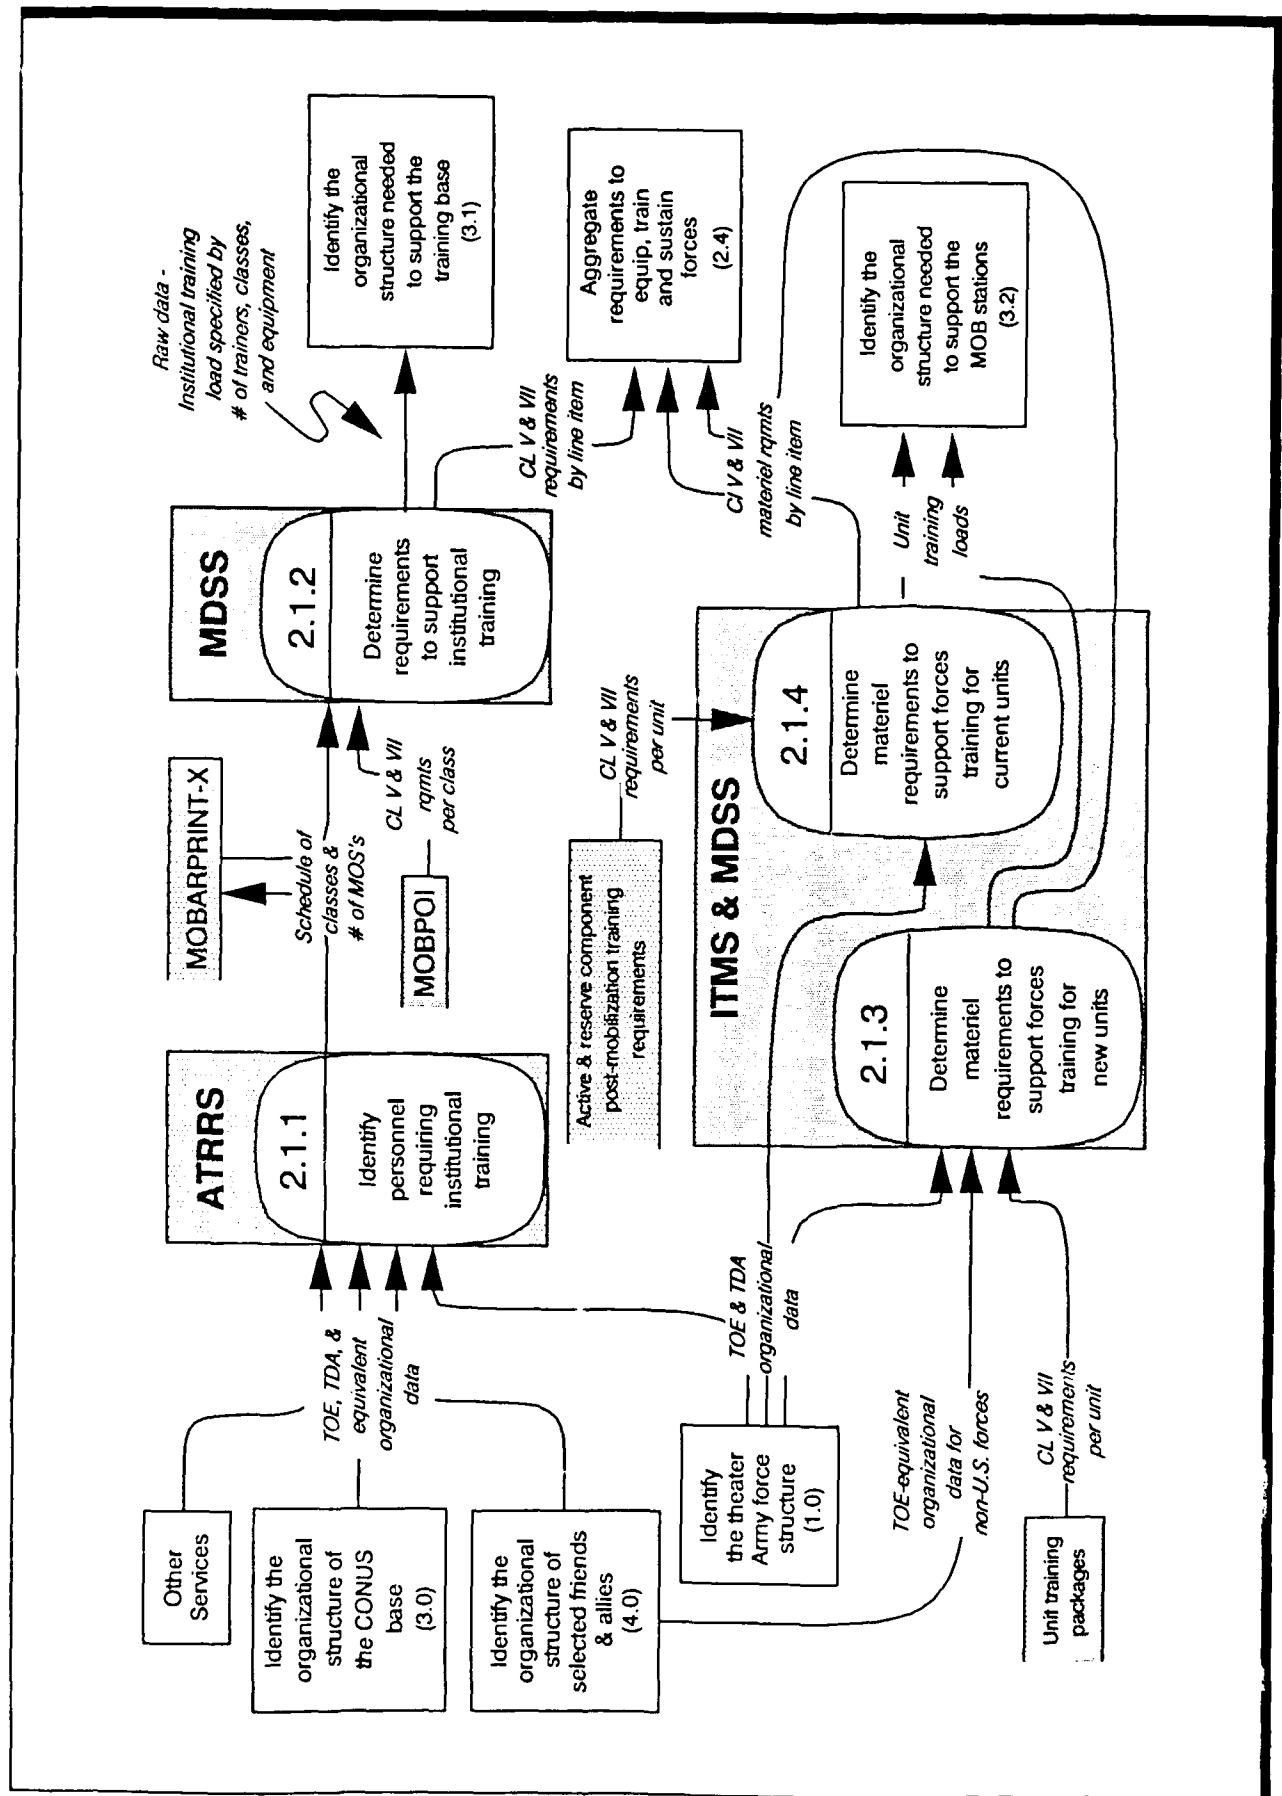 Other
Services
Identify the
organizational
structure of
the CONUS
base
(3.0)
Identify the
organizational
structure of
selected friends
& allies
(4.0)
Identify
the theater
Army force
structure
(1.0)
Unit training
packages
TOE, TDA, &
equivalent
organizational
data
TOE & TDA
organizational
data
TOE-equivalent
organizational
data for
non-U.S. forces
CL V & VII
requirements
per unit
ATRRS
2.1.1
Identify
personnel
requiring
institutional
training
MOBARPRINT-X
Schedule of
classes &
# of MOS's
MOBPOI
CL V & VII
rqmts
per class
Active & reserve component
post-mobilization training
requirements
CL V & VII
requirements
per unit
MDSS
2.1.2
Determine
requirements
to support
institutional
training
ITMS & MDSS
2.1.3
Determine
materiel
requirements to
support forces
training for
new units
2.1.4
Determine
materiel
requirements to
support forces
training for
current units
Raw data -
Institutional training
load specified by
# of trainers, classes,
and equipment
CL V & VII
requirements
by line item
Cl V & VII
materiel rqmts
by line item
Unit
training
loads
Identify the
organizational
structure needed
to support the
training base
(3.1)
Aggregate
requirements to
equip, train
and sustain
forces
(2.4)
Identify the
organizational
structure needed
to support the
MOB stations
(3.2)